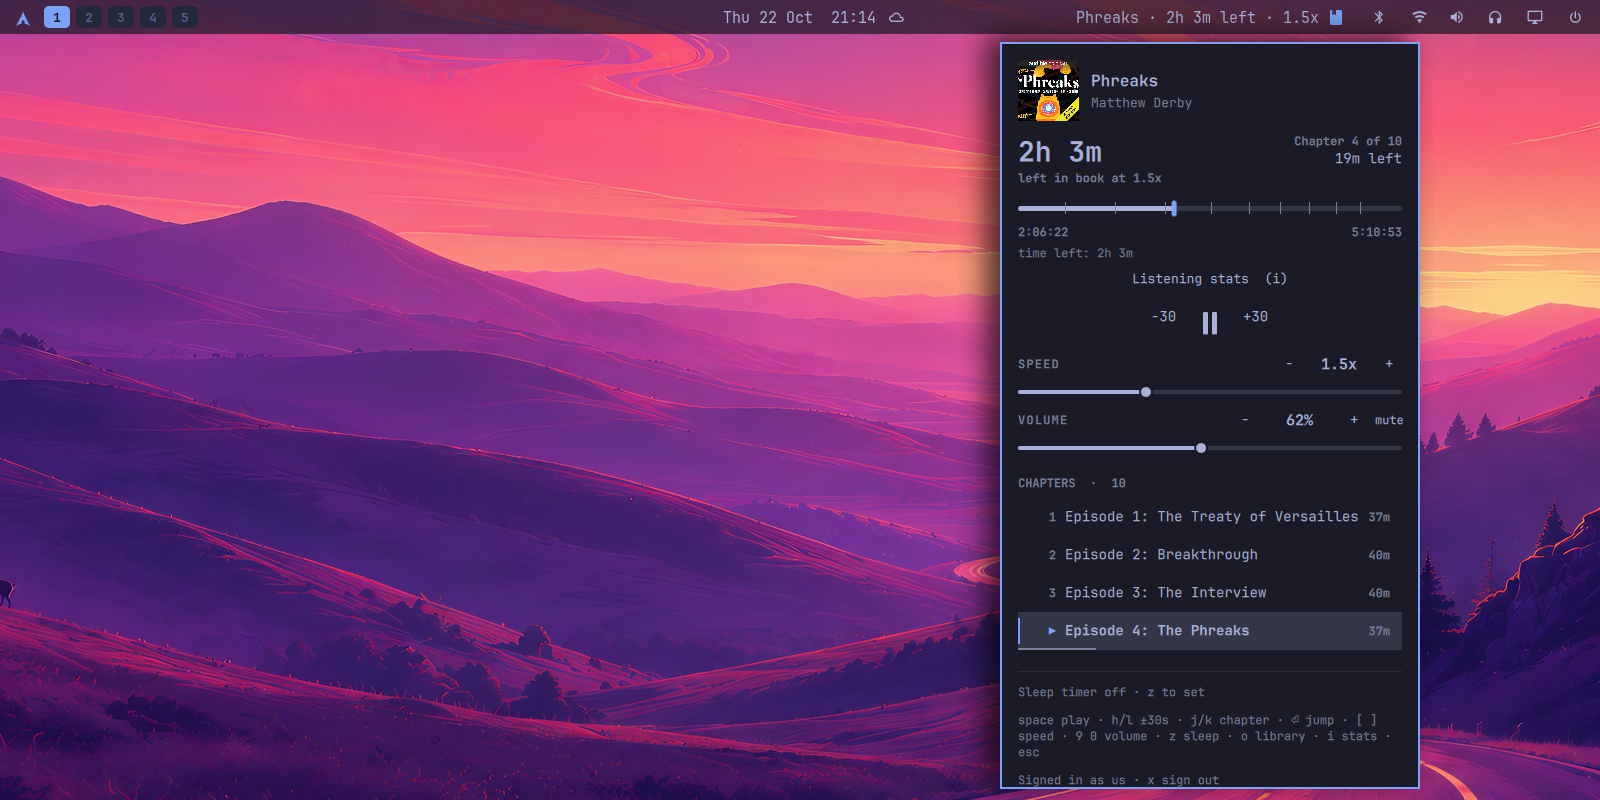 1 2 3 4 5
Thu 22 Oct 21:14
Phreaks · 2h 3m left · 1.5x
Phreaks
Phreaks
Matthew Derby
2h 3m
Chapter 4 of 10
19m left
left in book at 1.5x
2:06:22
5:10:53
time left: 2h 3m
Listening stats (i)
-30
+30
SPEED - 1.5x +
VOLUME - 62% + mute
CHAPTERS · 10
1 Episode 1: The Treaty of Versailles 37m
2 Episode 2: Breakthrough 40m
3 Episode 3: The Interview 40m
▶ Episode 4: The Phreaks 37m
Sleep timer off · z to set
space play · h/l ±30s · j/k chapter · ⏎ jump · [ ]
speed · 9 0 volume · z sleep · o library · i stats ·
esc
Signed in as us · x sign out